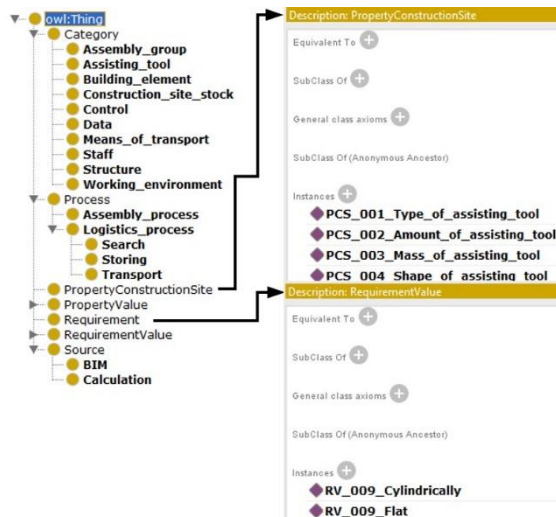 owl:Thing
Category
Assembly_group
Assisting_tool
Building_element
Construction_site_stock
Control
Data
Means_of_transport
Staff
Structure
Working_environment
Process
Assembly_process
Logistics_process
Search
Storing
Transport
PropertyConstructionSite
PropertyValue
Requirement
RequirementValue
Source
BIM
Calculation
Description: PropertyConstructionSite
Equivalent To
SubClass Of
General class axioms
SubClass Of (Anonymous Ancestor)
Instances
PCS_001_Type_of_assisting_tool
PCS_002_Amount_of_assisting_tool
PCS_003_Mass_of_assisting_tool
PCS_004_Shape_of_assisting_tool
Description: RequirementValue
Equivalent To
SubClass Of
General class axioms
SubClass Of (Anonymous Ancestor)
Instances
RV_009_Cylindrically
RV_009_Flat